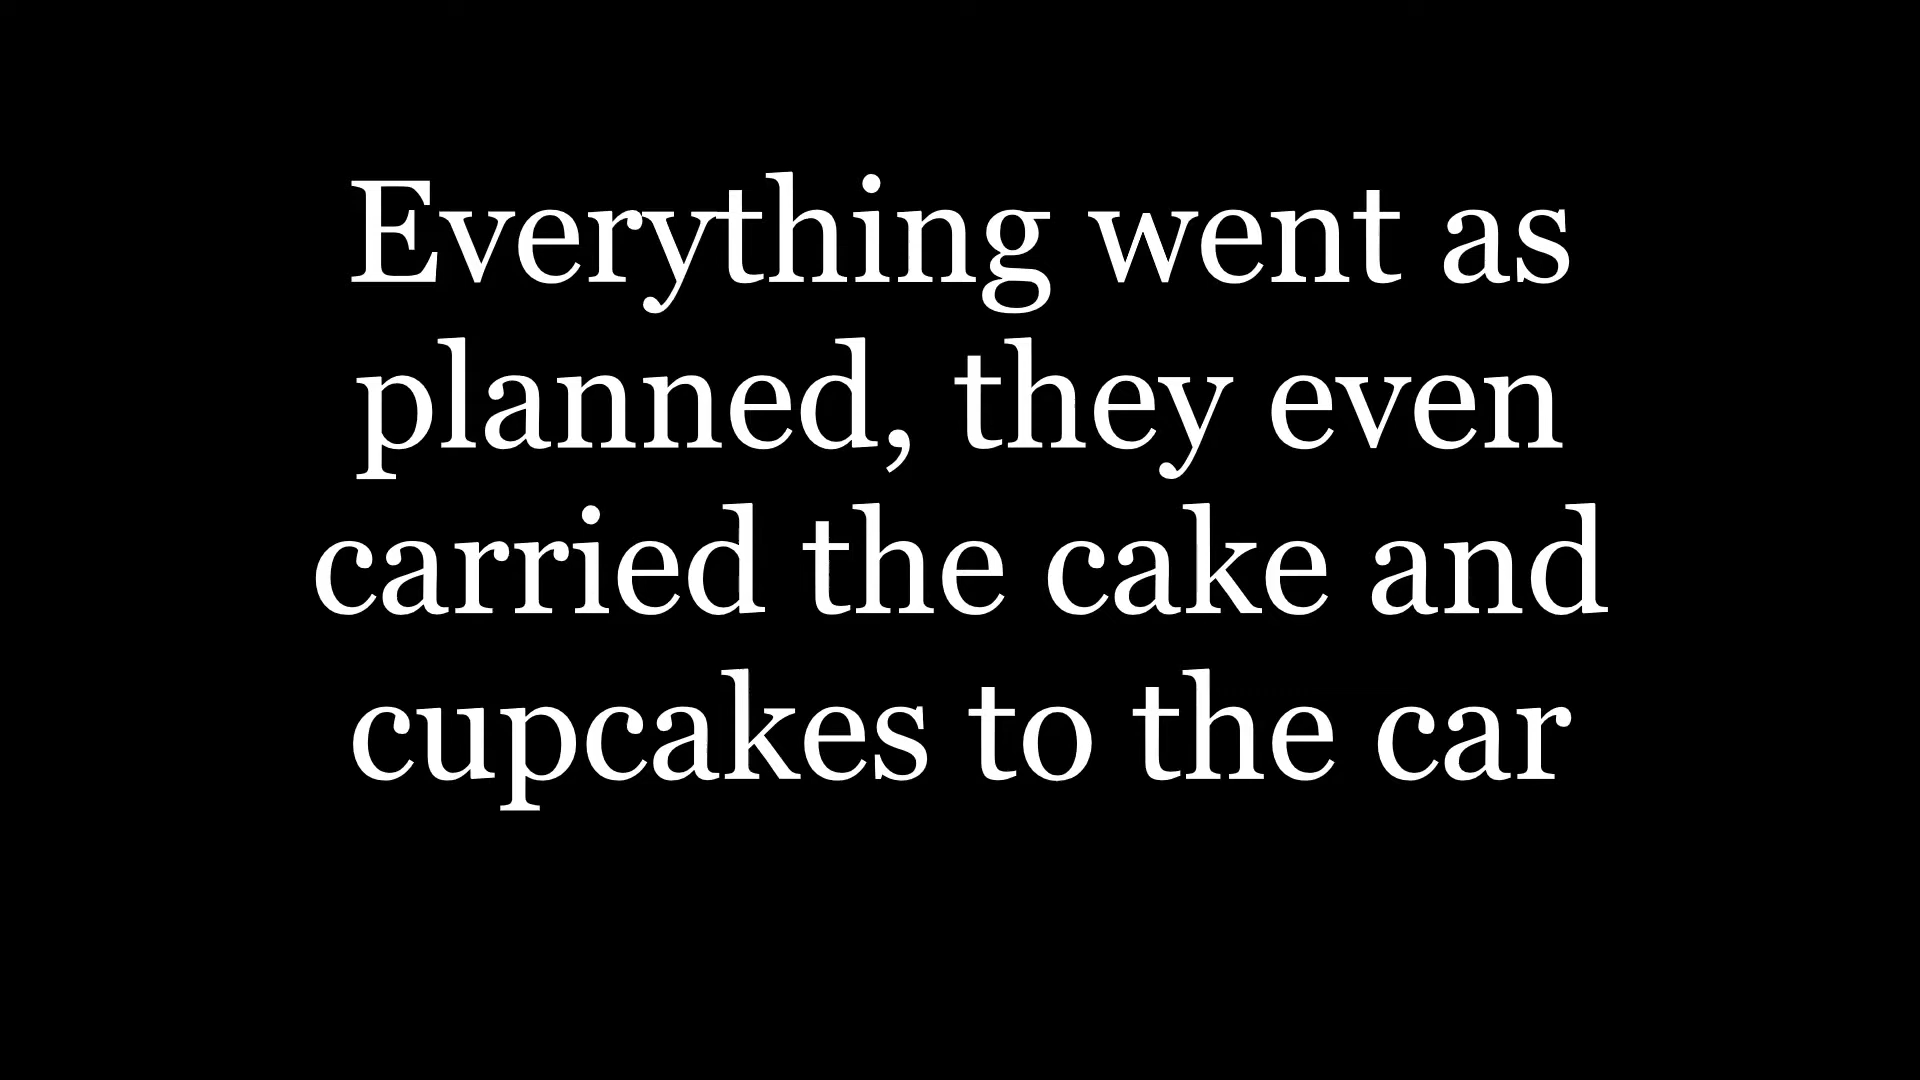 Everything went as
planned, they even
carried the cake and
cupcakes to the car